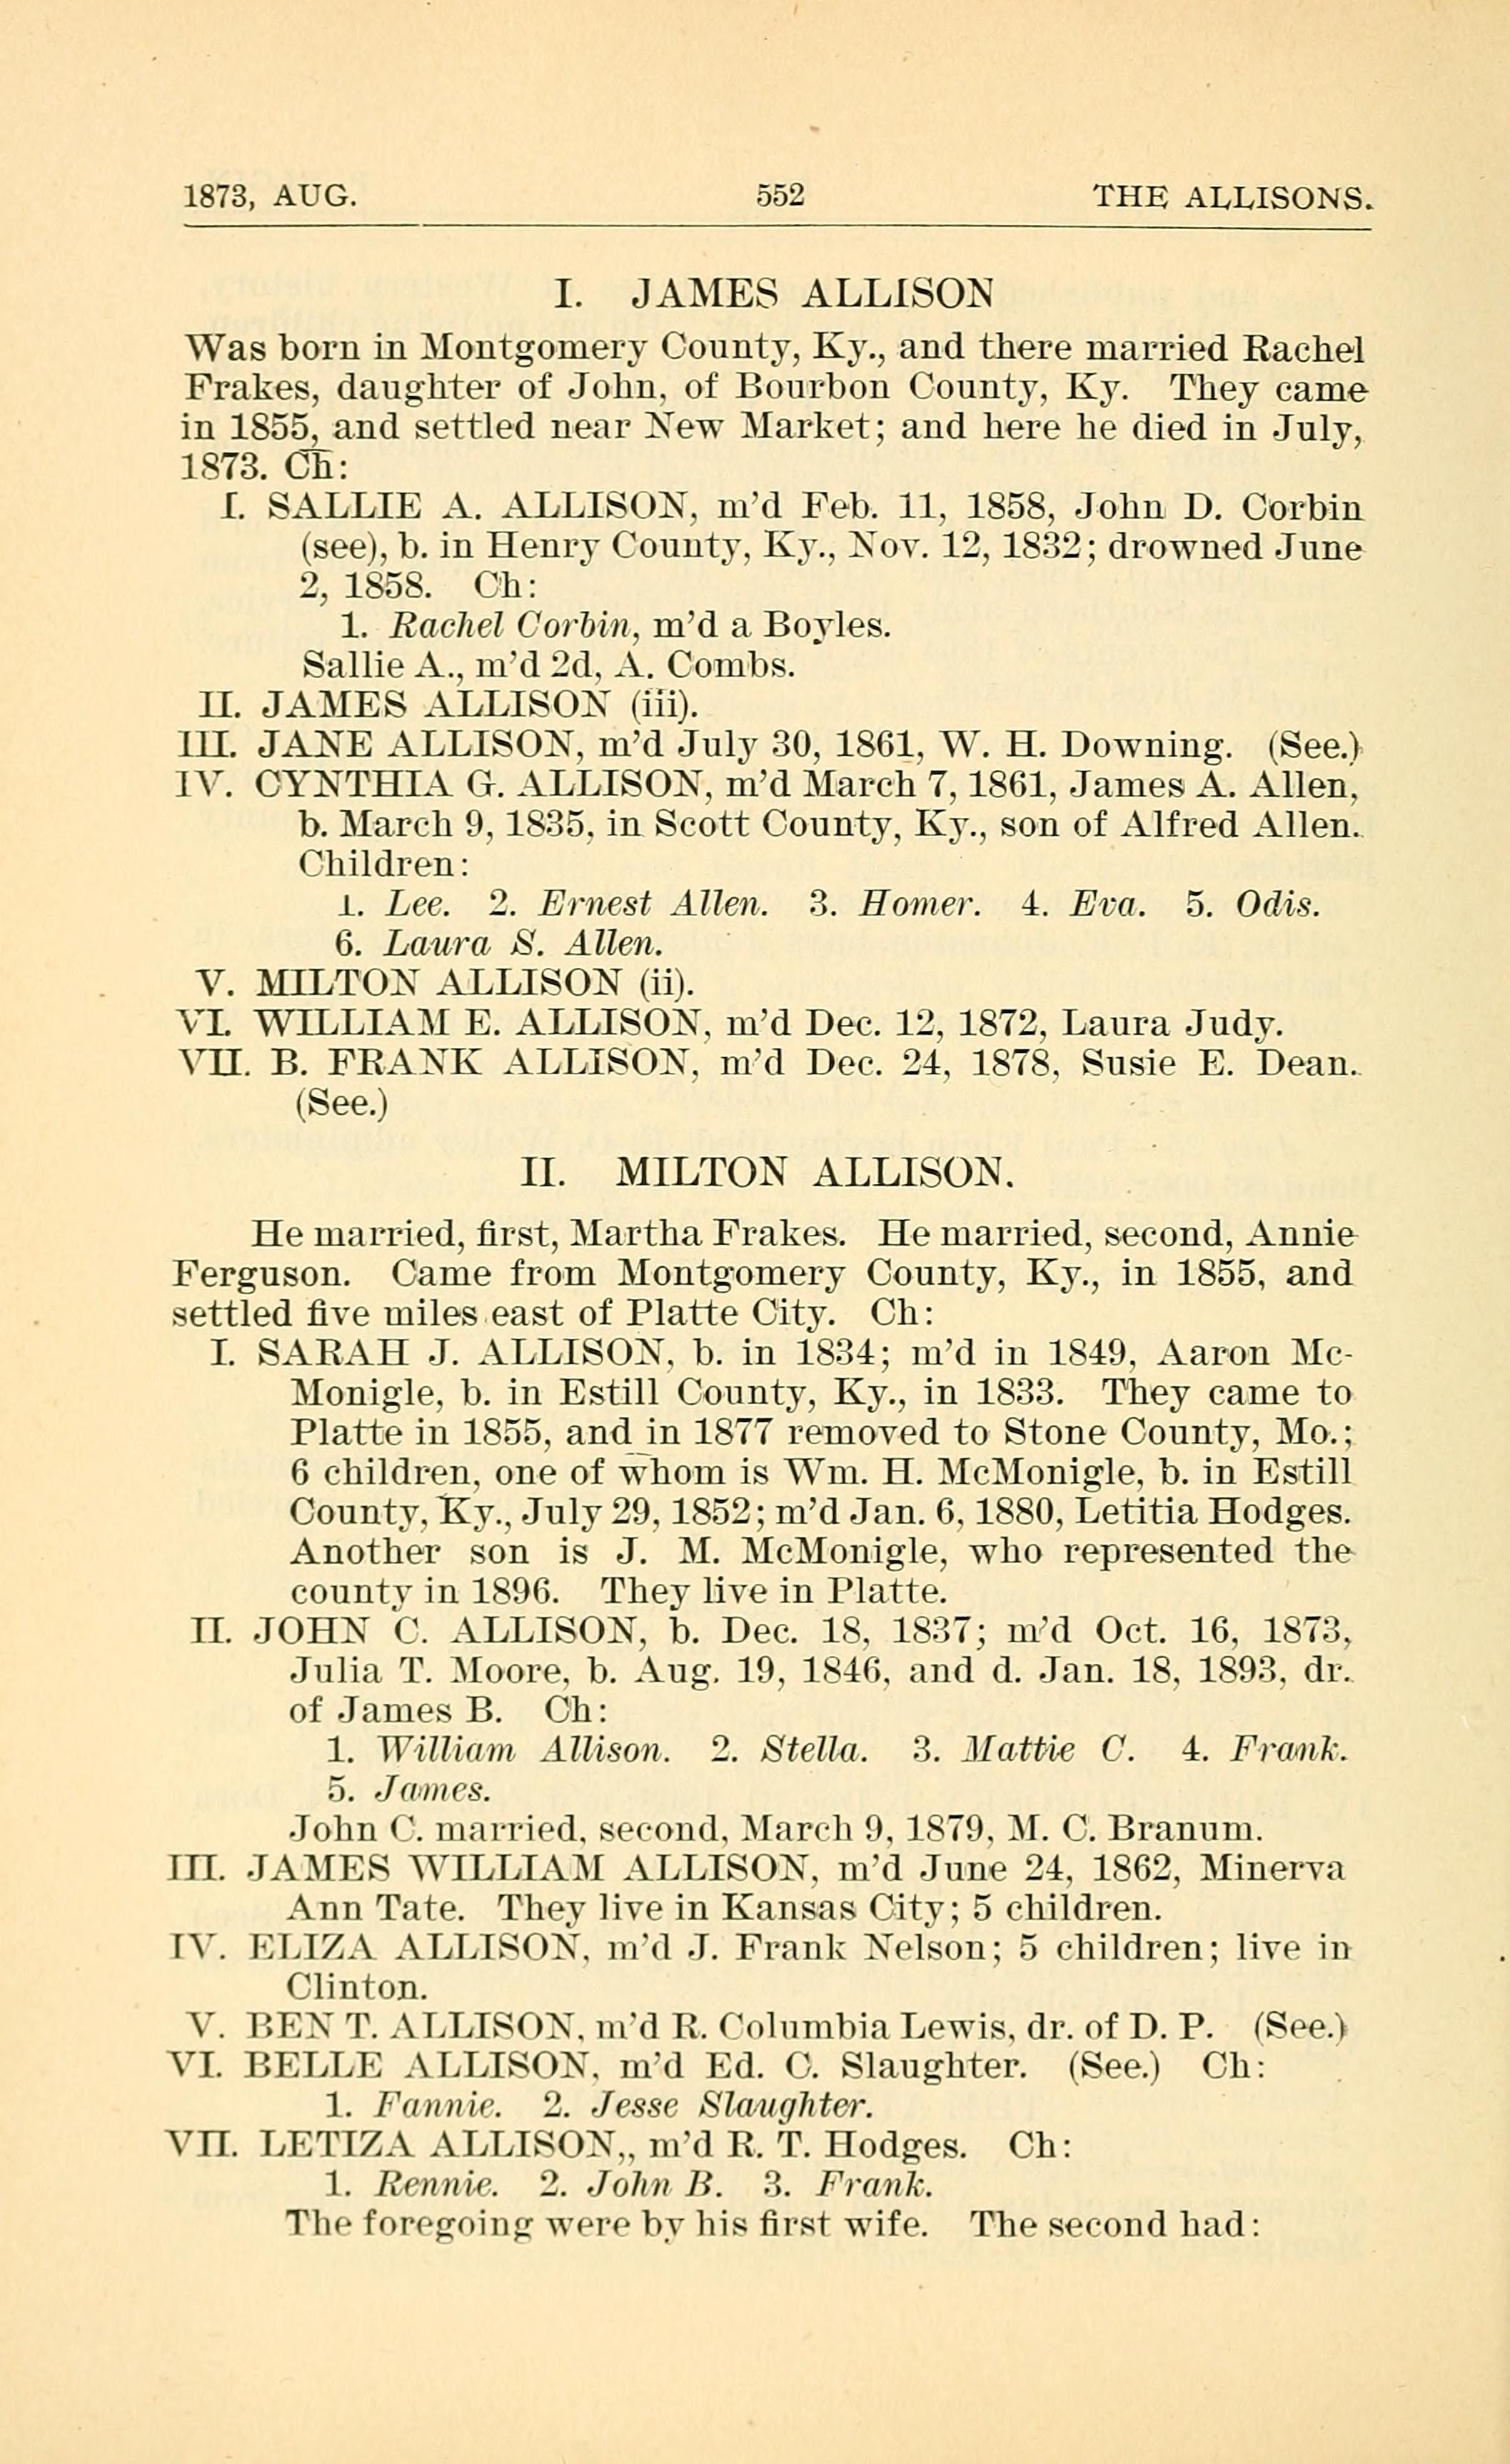 1873, AUG. 552 THE ALLISONS.
I. JAMES ALLISON
Was born in Montgomery County, Ky., and there married Rachel
Frakes, daughter of John, of Bourbon County, Ky. They came
in 1855, and settled near New Market; and here he died in July,
1873. Ch:
I. SALLIE A. ALLISON, m'd Feb. 11, 1858, John D. Corbin
(see), b. in Henry County, Ky., Nov. 12, 1832; drowned June
2, 1858. Ch:
1. Rachel Corbin, m'd a Boyles.
Sallie A., m'd 2d, A. Combs.
II. JAMES ALLISON (iii).
III. JANE ALLISON, m'd July 30, 1861, W. H. Downing. (See.)
IV. CYNTHIA G. ALLISON, m'd March 7, 1861, James A. Allen,
b. March 9, 1835, in Scott County, Ky., son of Alfred Allen.
Children:
1. Lee. 2. Ernest Allen. 3. Homer. 4. Eva. 5. Odis.
6. Laura S. Allen.
V. MILTON ALLISON (ii).
VI. WILLIAM E. ALLISON, m'd Dec. 12, 1872, Laura Judy.
VII. B. FRANK ALLISON, m'd Dec. 24, 1878, Susie E. Dean.
(See.)
II. MILTON ALLISON.
He married, first, Martha Frakes. He married, second, Annie
Ferguson. Came from Montgomery County, Ky., in 1855, and
settled five miles east of Platte City. Ch:
I. SARAH J. ALLISON, b. in 1834; m'd in 1849, Aaron Mc-
Monigle, b. in Estill County, Ky., in 1833. They came to
Platte in 1855, and in 1877 removed to Stone County, Mo.;
6 children, one of whom is Wm. H. McMonigle, b. in Estill
County, Ky., July 29, 1852; m'd Jan. 6, 1880, Letitia Hodges.
Another son is J. M. McMonigle, who represented the
county in 1896. They live in Platte.
II. JOHN C. ALLISON, b. Dec. 18, 1837; m'd Oct. 16, 1873,
Julia T. Moore, b. Aug. 19, 1846, and d. Jan. 18, 1893, dr.
of James B. Ch:
1. William Allison. 2. Stella. 3. Mattie C. 4. Frank.
5. James.
John C. married, second, March 9, 1879, M. C. Branum.
III. JAMES WILLIAM ALLISON, m'd June 24, 1862, Minerva
Ann Tate. They live in Kansas City; 5 children.
IV. ELIZA ALLISON, m'd J. Frank Nelson; 5 children; live in
Clinton.
V. BEN T. ALLISON, m'd R. Columbia Lewis, dr. of D. P. (See.)
VI. BELLE ALLISON, m'd Ed. C. Slaughter. (See.) Ch:
1. Fannie. 2. Jesse Slaughter.
VII. LETIZA ALLISON,, m'd R. T. Hodges. Ch:
1. Rennie. 2. John B. 3. Frank.
The foregoing were by his first wife. The second had: